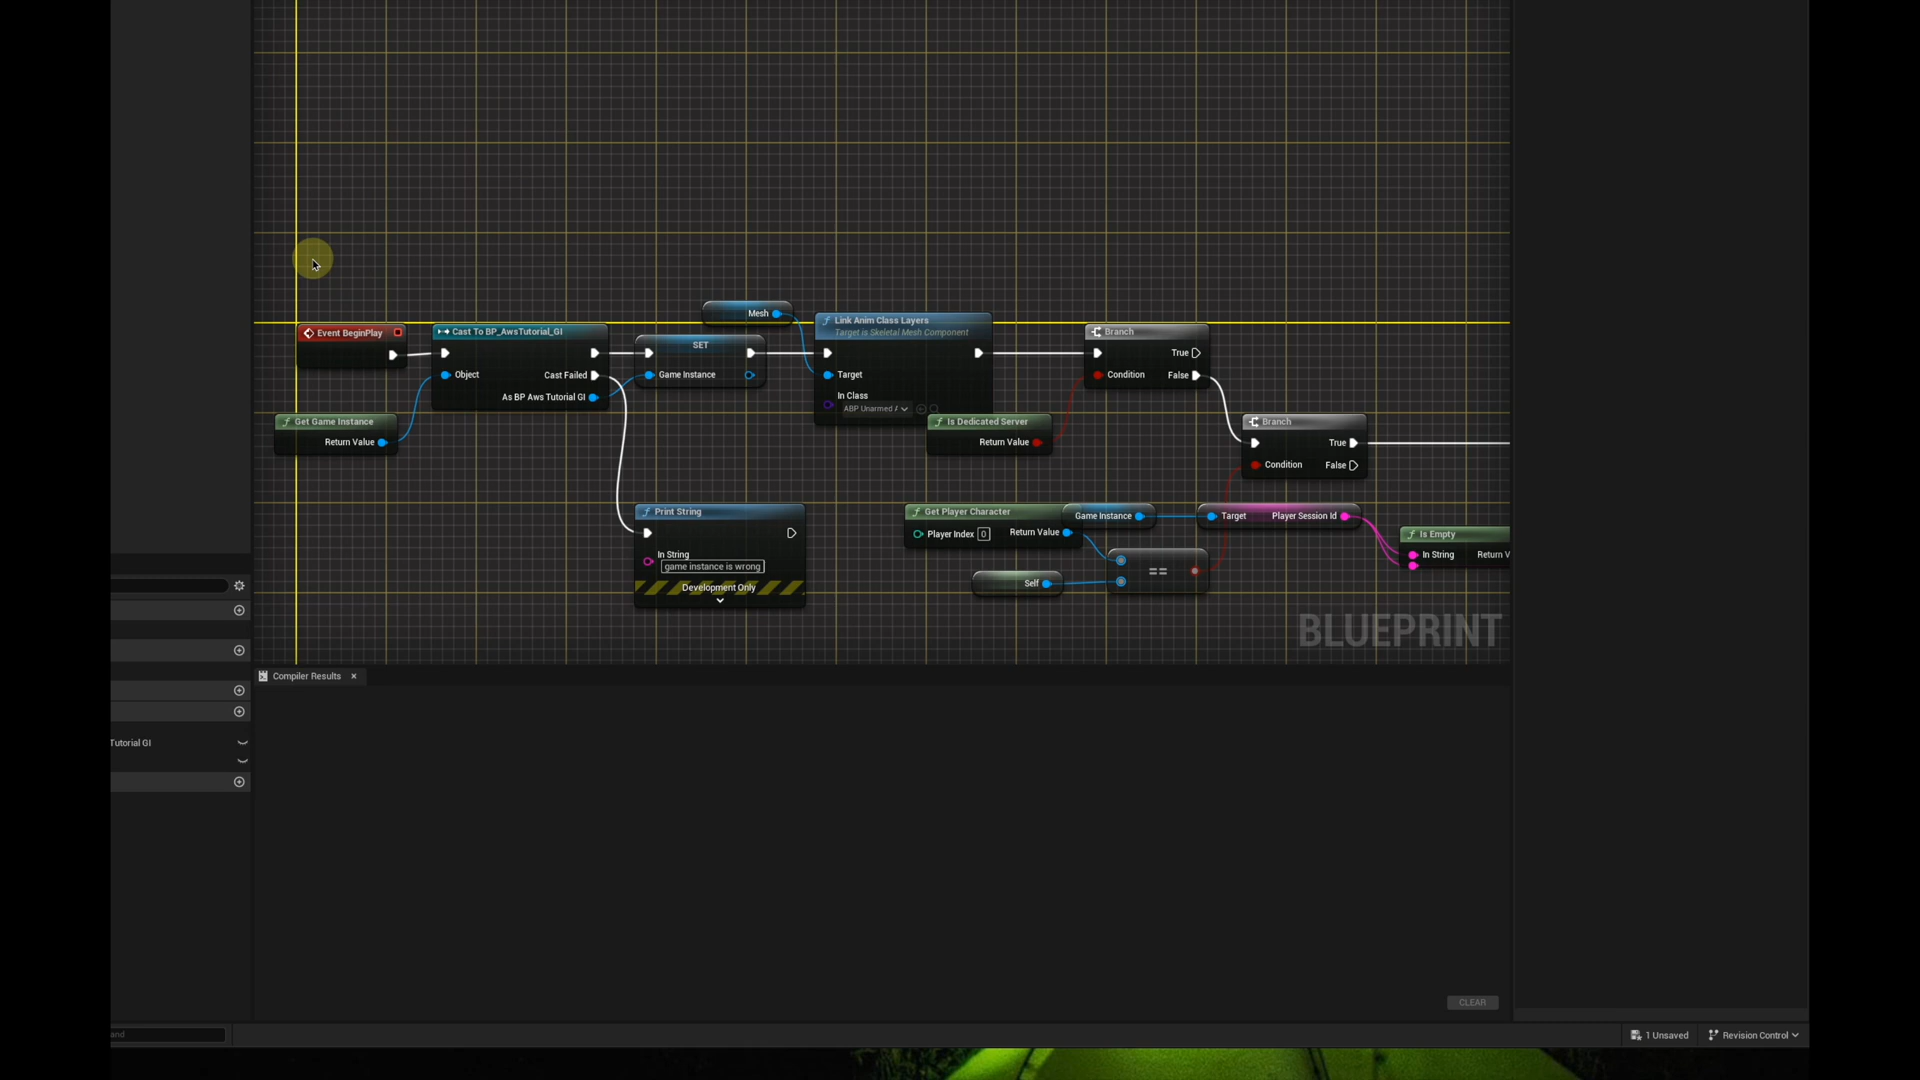 Mesh
Link Anim Class Layers
Target is Skeletal Mesh Component
Event BeginPlay
Cast To BP_AwsTutorial_GI
SET
Branch
True
Object
Cast Failed
Game Instance
Target
Condition
False
As BP Aws Tutorial GI
In Class
ABP Unarmed
Get Game Instance
Return Value
Is Dedicated Server
Return Value
Branch
True
Condition
False
Print String
In String
game instance is wrong
Development Only
Get Player Character
Player Index 0
Return Value
Game Instance
Target
Player Session Id
Is Empty
In String
Return V
Self
==
BLUEPRINT
Compiler Results
Tutorial GI
CLEAR
and
1 Unsaved
Revision Control